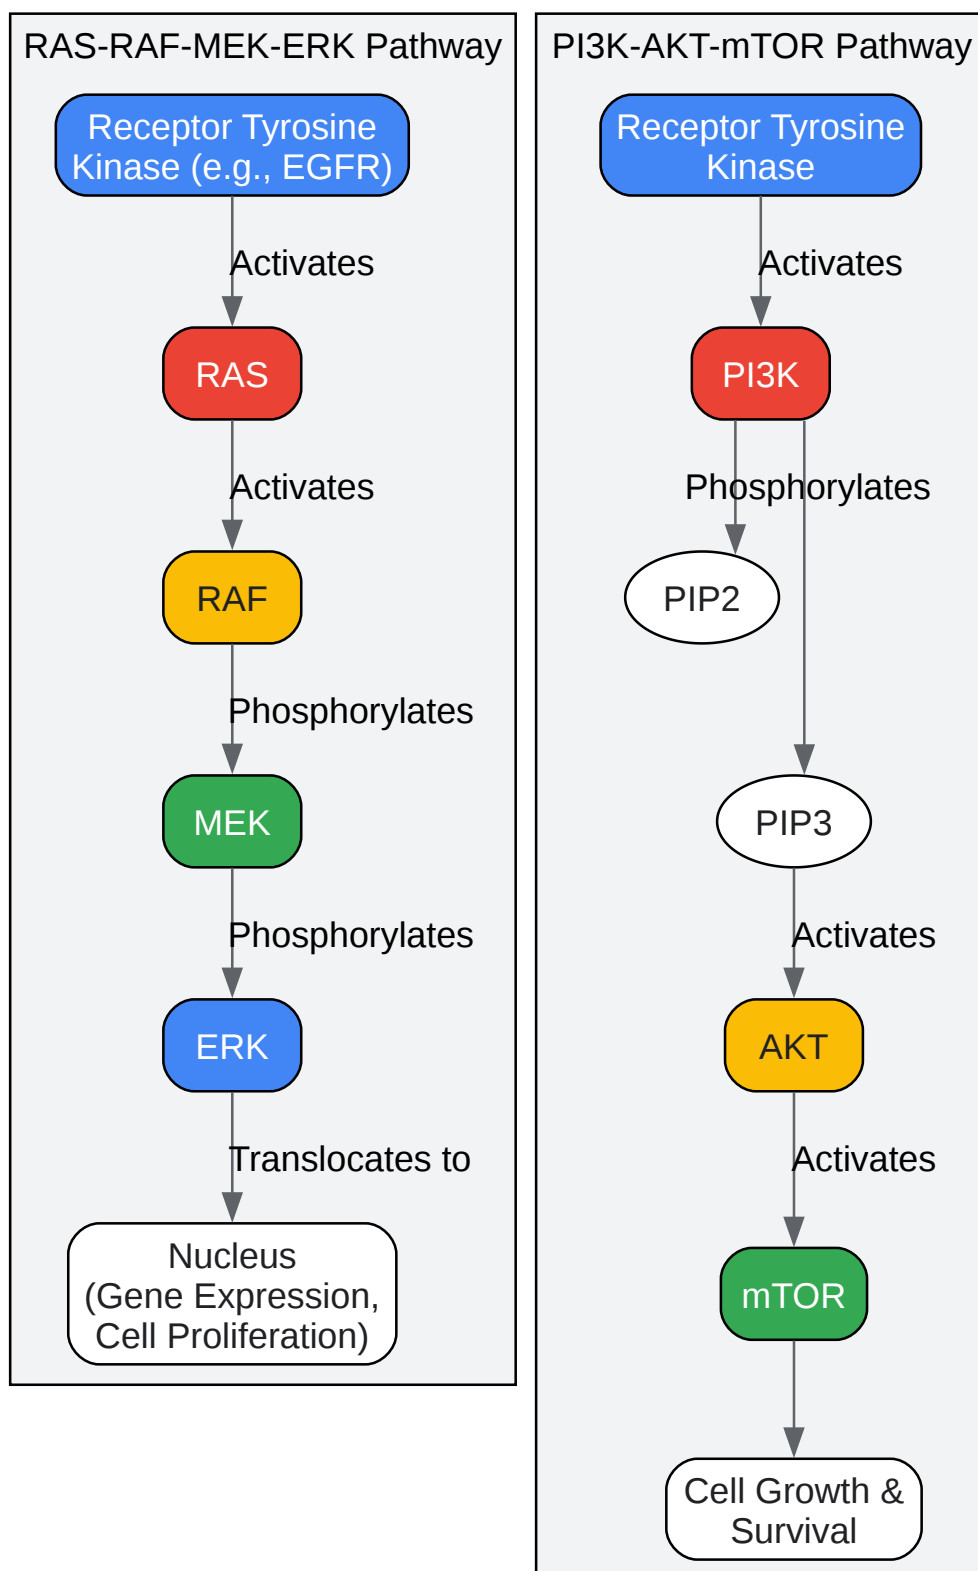 RAS-RAF-MEK-ERK Pathway
Receptor Tyrosine
Kinase (e.g., EGFR)
Activates
RAS
Activates
RAF
Phosphorylates
MEK
Phosphorylates
ERK
Translocates to
Nucleus
(Gene Expression,
Cell Proliferation)
PI3K-AKT-mTOR Pathway
Receptor Tyrosine
Kinase
Activates
PI3K
Phosphorylates
PIP2
PIP3
Activates
AKT
Activates
mTOR
Cell Growth &
Survival